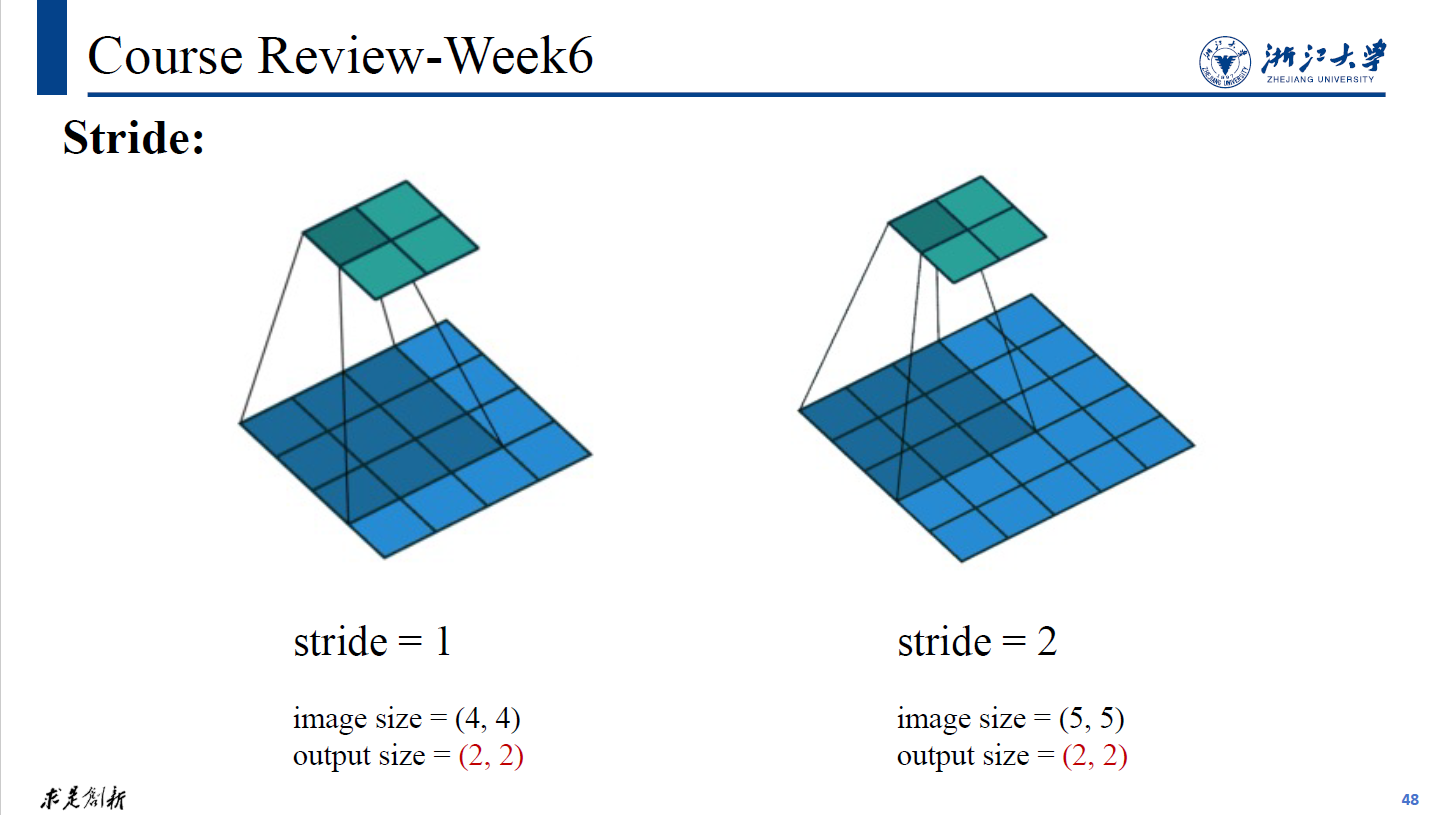 Course Review-Week6
浙江大学
ZHEJIANG UNIVERSITY
Stride:
stride = 1
stride = 2
image size = (4, 4)
output size = (2, 2)
image size = (5, 5)
output size = (2, 2)
求是创新
48